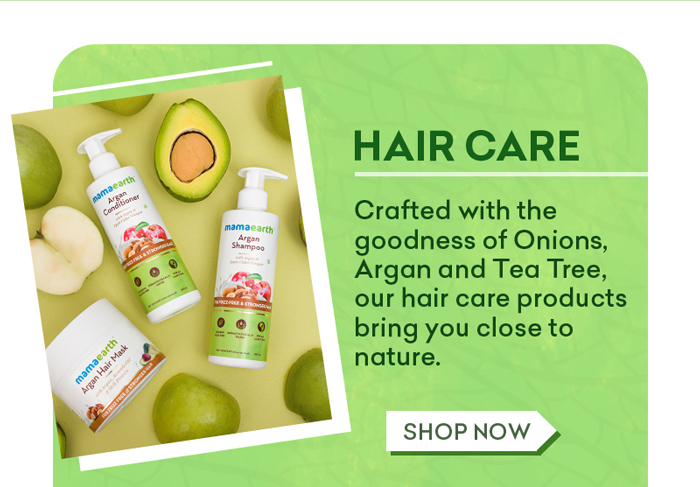 HAIR CARE
Crafted with the
goodness of Onions,
Argan and Tea Tree,
our hair care products
bring you close to
nature.
SHOP NOW
mamaearth
Argan
Conditioner
mamaearth
Argan
Shampoo
mamaearth
Argan Hair Mask